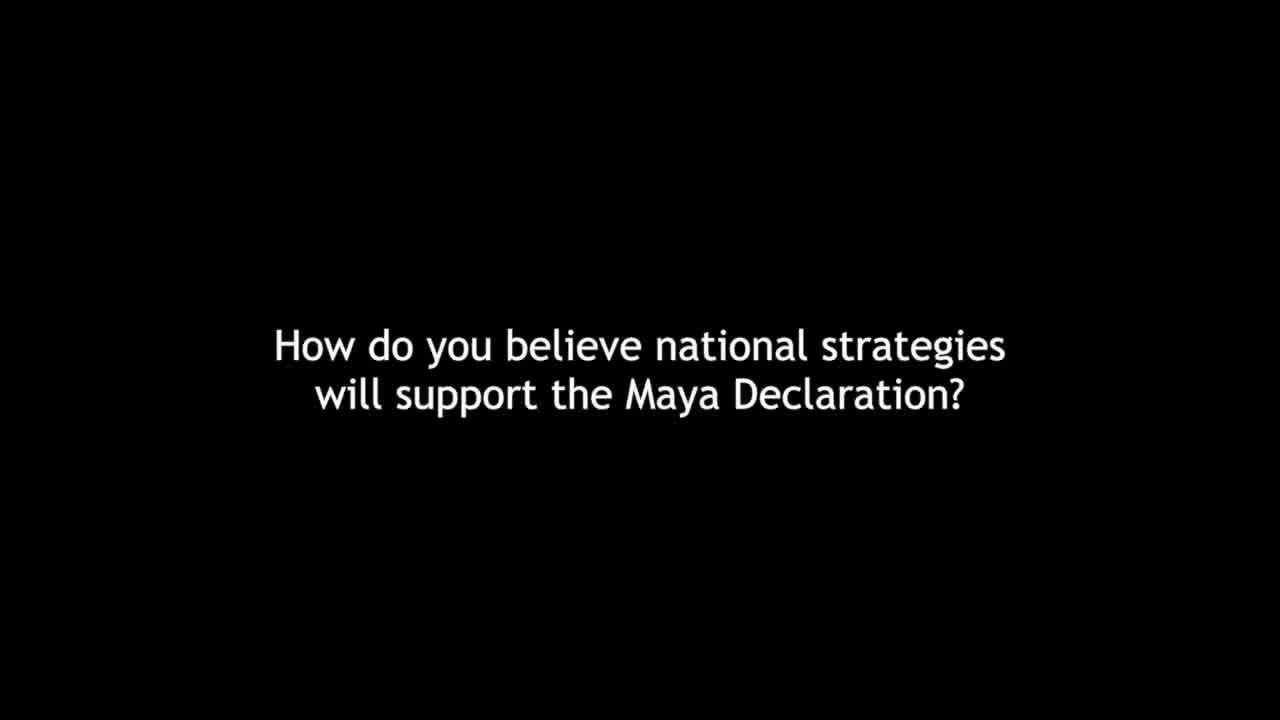 How do you believe national strategies
will support the Maya Declaration?